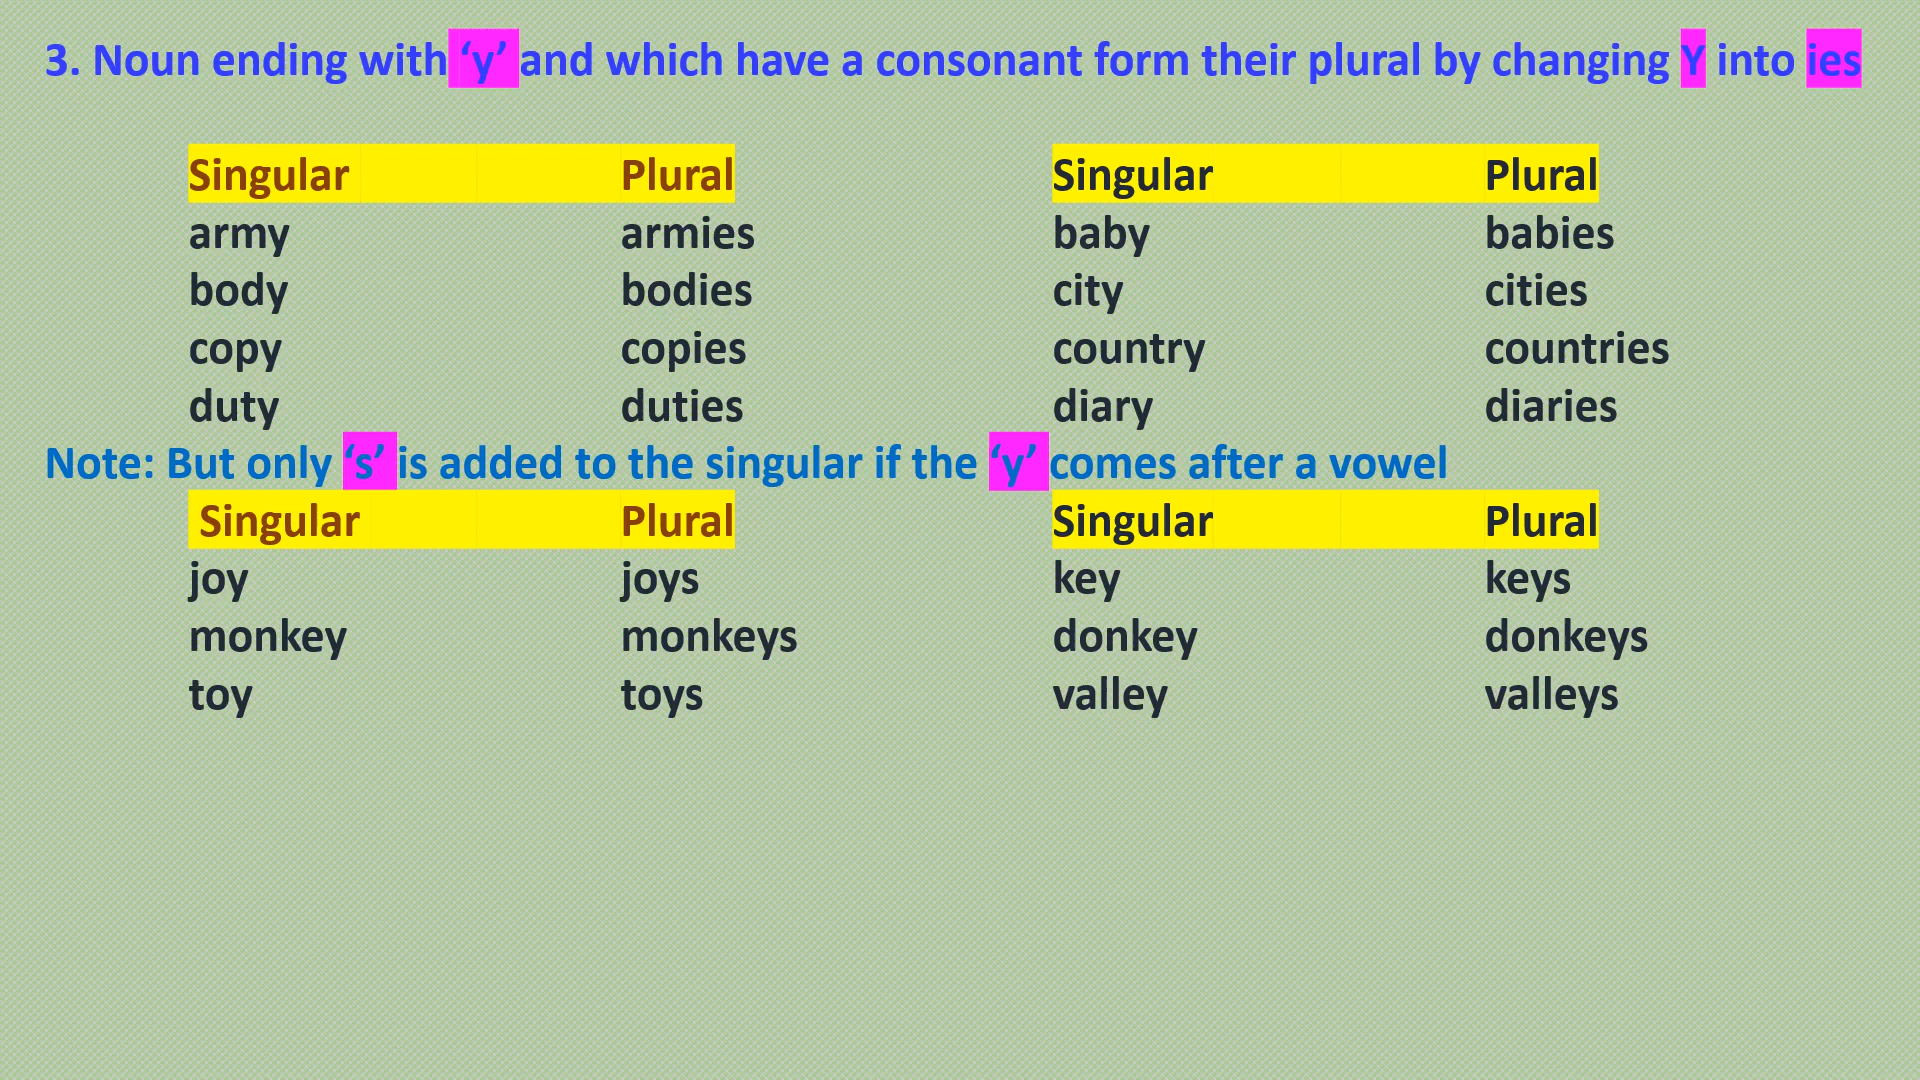 3. Noun ending with ‘y’ and which have a consonant form their plural by changing Y into ies
Singular Plural Singular Plural
army armies baby babies
body bodies city cities
copy copies country countries
duty duties diary diaries
Note: But only ‘s’ is added to the singular if the ‘y’ comes after a vowel
Singular Plural Singular Plural
joy joys key keys
monkey monkeys donkey donkeys
toy toys valley valleys